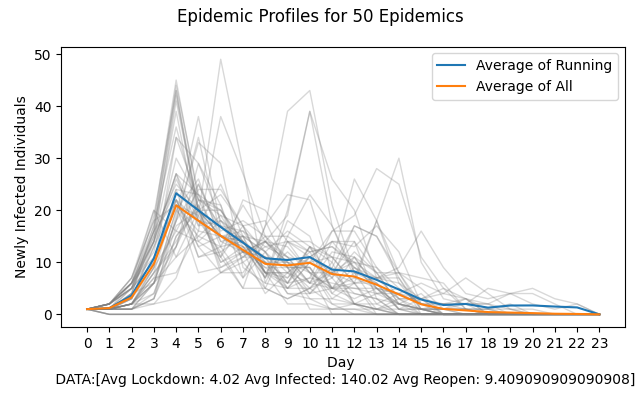 Epidemic Profiles for 50 Epidemics
50
40
30
20
10
0
Newly Infected Individuals
Average of Running
Average of All
0 1 2 3 4 5 6 7 8 9 10 11 12 13 14 15 16 17 18 19 20 21 22 23
Day
DATA:[Avg Lockdown: 4.02 Avg Infected: 140.02 Avg Reopen: 9.409090909090908]